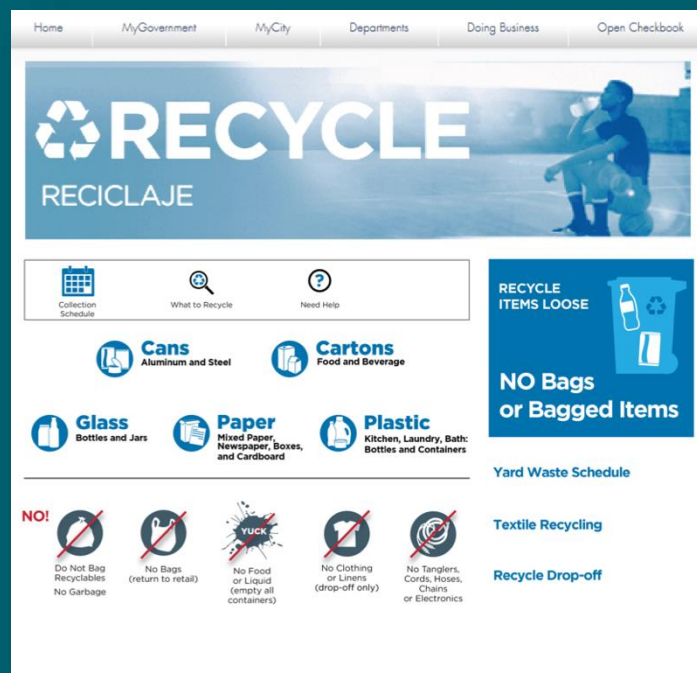 Home MyGovernment MyCity Departments Doing Business Open Checkbook
RECYCLE
RECICLAJE
Collection
Schedule
What to Recycle
Need Help
RECYCLE
ITEMS LOOSE
NO Bags
or Bagged Items
Cans
Aluminum and Steel
Cartons
Food and Beverage
Glass
Bottles and Jars
Paper
Mixed Paper,
Newspaper, Boxes,
and Cardboard
Plastic
Kitchen, Laundry, Bath:
Bottles and Containers
Yard Waste Schedule
Textile Recycling
Recycle Drop-off
NO!
Do Not Bag
Recyclables
No Garbage
No Bags
(return to retail)
YUCK
No Food
or Liquid
(empty all
containers)
No Clothing
or Linens
(drop-off only)
No Tanglers,
Cords, Hoses,
Chains
or Electronics